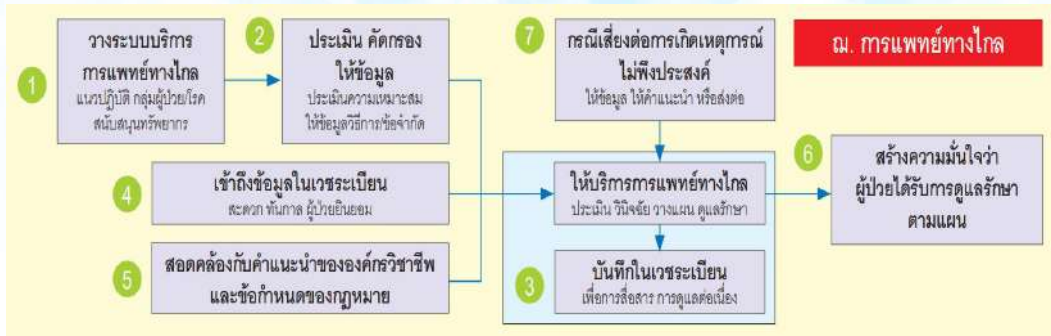 ฌ. การแพทย์ทางไกล
1
วางระบบบริการ
การแพทย์ทางไกล
แนวปฏิบัติ กลุ่มผู้ป่วย/โรค
สนับสนุนทรัพยากร
2
ประเมิน คัดกรอง
ให้ข้อมูล
ประเมินความเหมาะสม
ให้ข้อมูลวิธีการ/ข้อจำกัด
7
กรณีเสี่ยงต่อการเกิดเหตุการณ์
ไม่พึงประสงค์
ให้ข้อมูล ให้คำแนะนำ หรือส่งต่อ
4
เข้าถึงข้อมูลในเวชระเบียน
สะดวก ทันกาล ผู้ป่วยยินยอม
ให้บริการการแพทย์ทางไกล
ประเมิน วินิจฉัย วางแผน ดูแลรักษา
6
สร้างความมั่นใจว่า
ผู้ป่วยได้รับการดูแลรักษา
ตามแผน
5
สอดคล้องกับคำแนะนำขององค์กรวิชาชีพ
และข้อกำหนดของกฎหมาย
3
บันทึกในเวชระเบียน
เพื่อการสื่อสาร การดูแลต่อเนื่อง